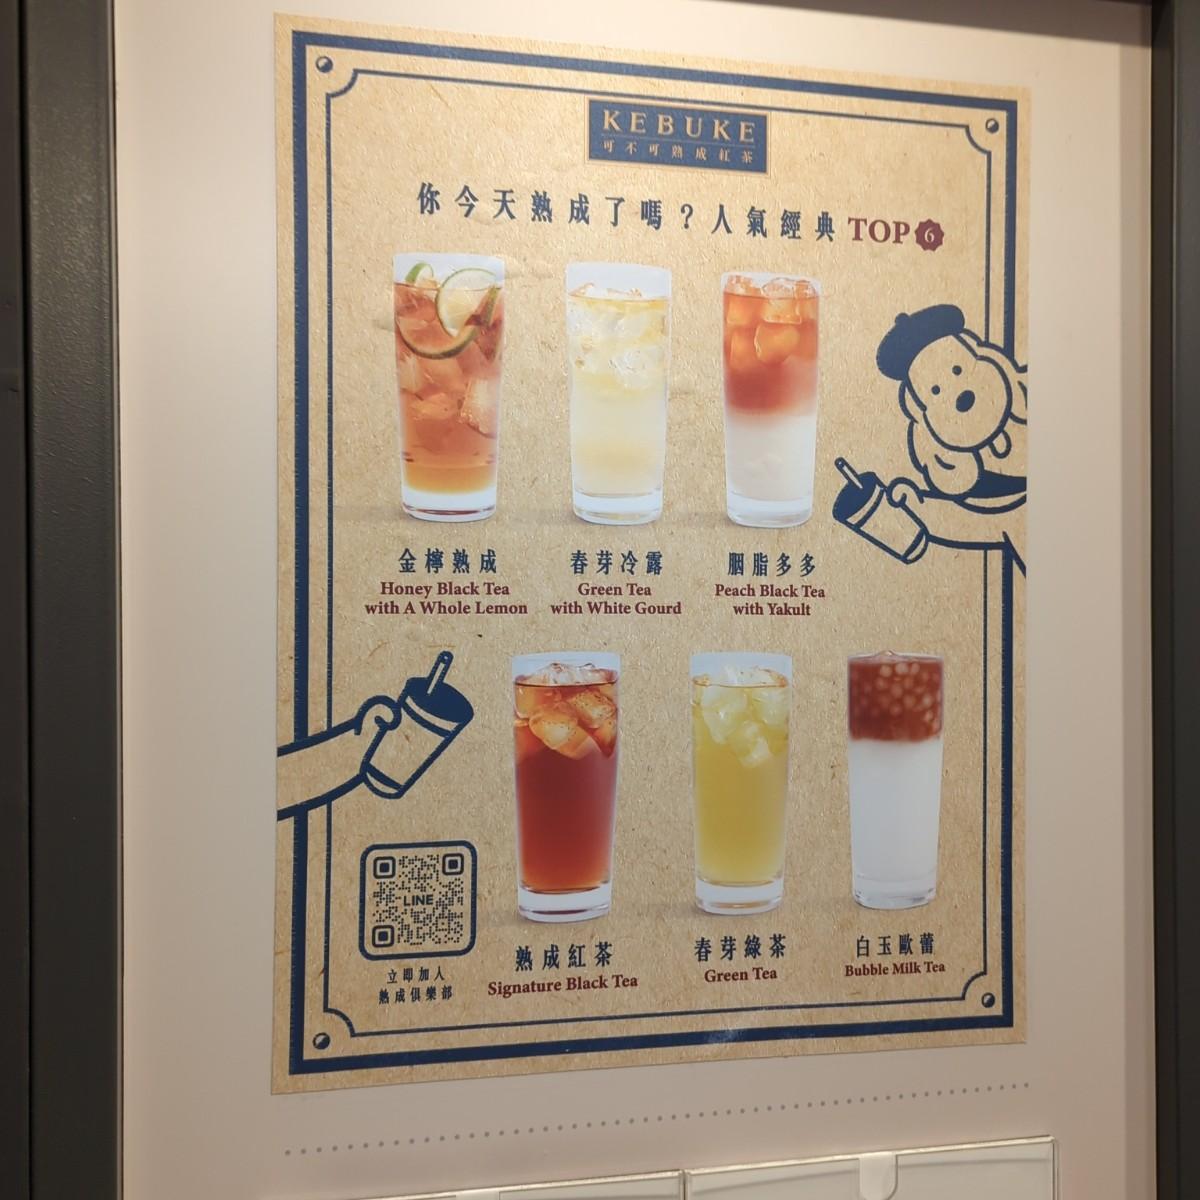 KEBUKE
可不可熟成紅茶
你今天熟成了嗎？人氣經典 TOP 6
金檸熟成
Honey Black Tea
with A Whole Lemon
春芽冷露
Green Tea
with White Gourd
胭脂多多
Peach Black Tea
with Yakult
LINE
立即加入
熟成俱樂部
熟成紅茶
Signature Black Tea
春芽綠茶
Green Tea
白玉歐蕾
Bubble Milk Tea